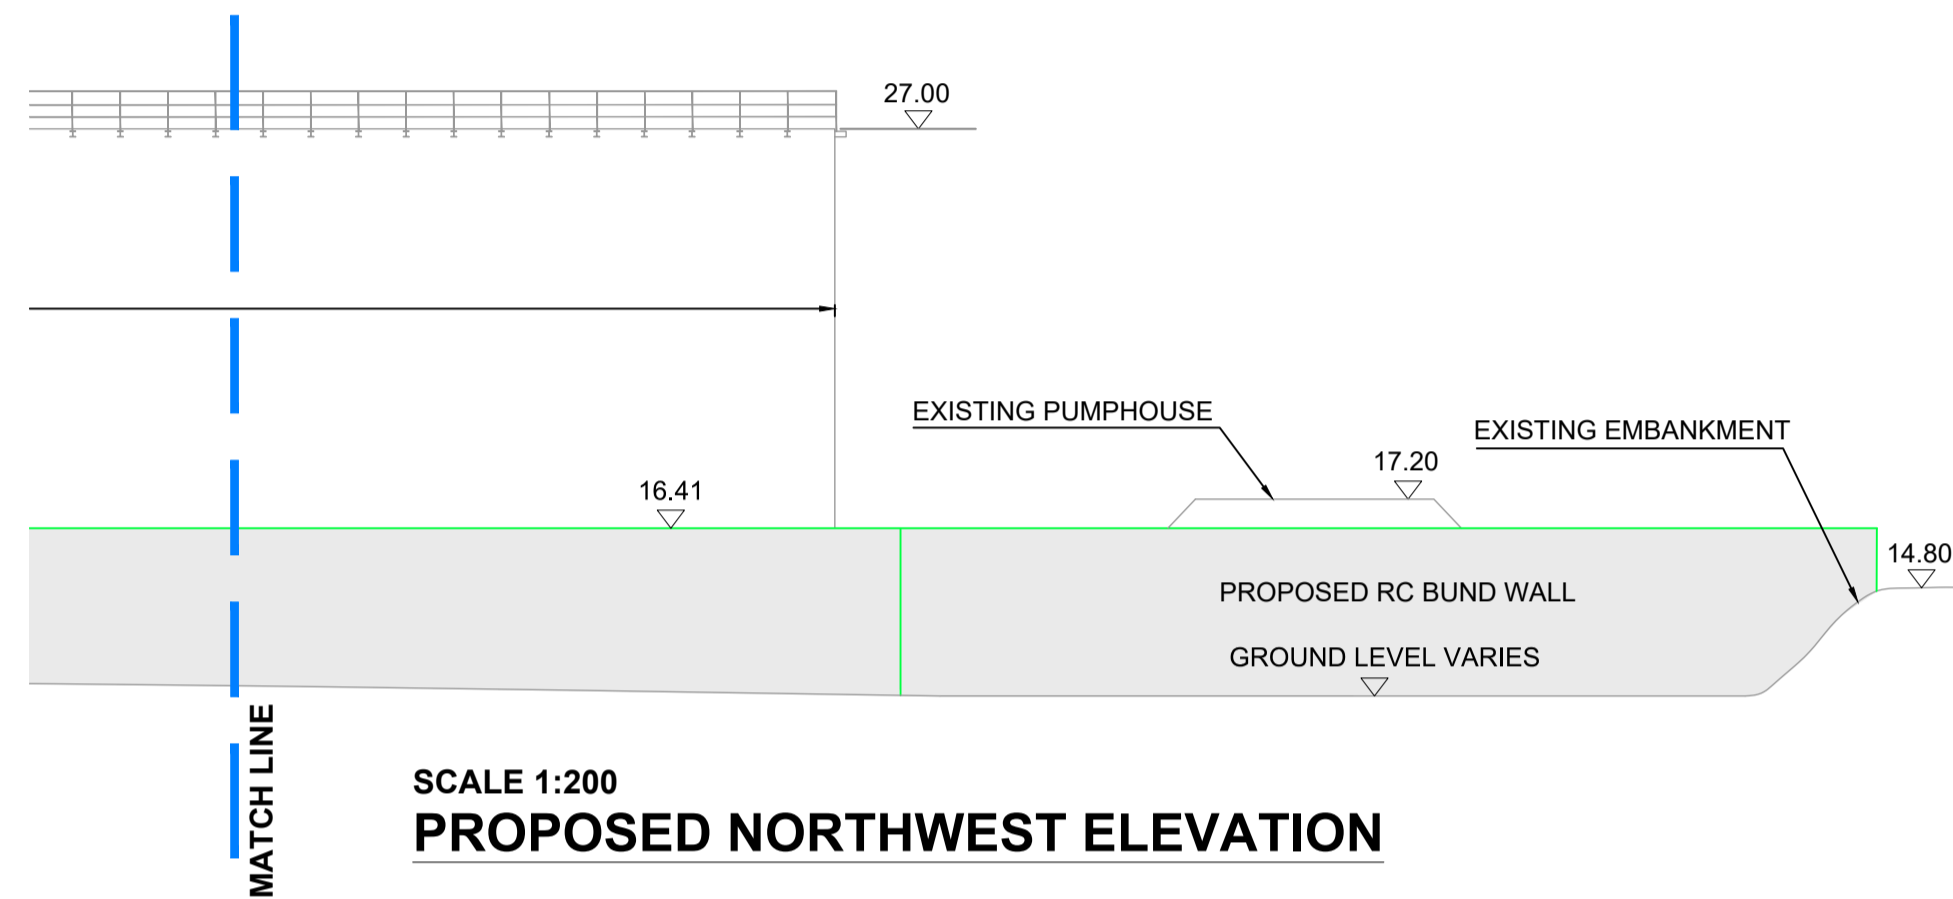 27.00
EXISTING PUMPHOUSE
EXISTING EMBANKMENT
17.20
16.41
14.80
PROPOSED RC BUND WALL
GROUND LEVEL VARIES
MATCH LINE
SCALE 1:200
PROPOSED NORTHWEST ELEVATION